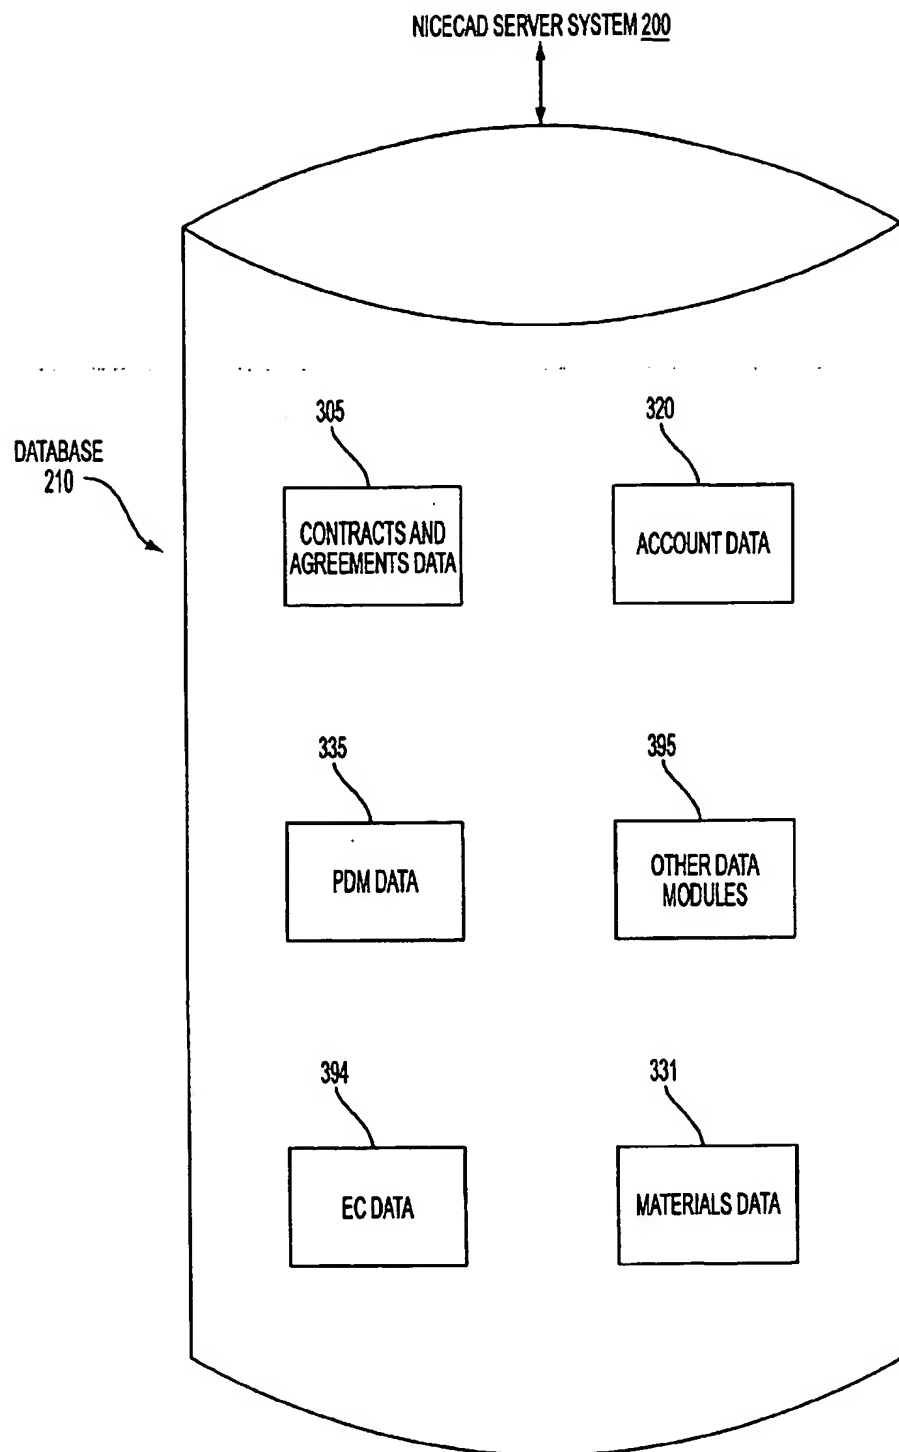 NICECAD SERVER SYSTEM 200
305
320
DATABASE
210
CONTRACTS AND
AGREEMENTS DATA
ACCOUNT DATA
335
395
PDM DATA
OTHER DATA
MODULES
394
331
EC DATA
MATERIALS DATA